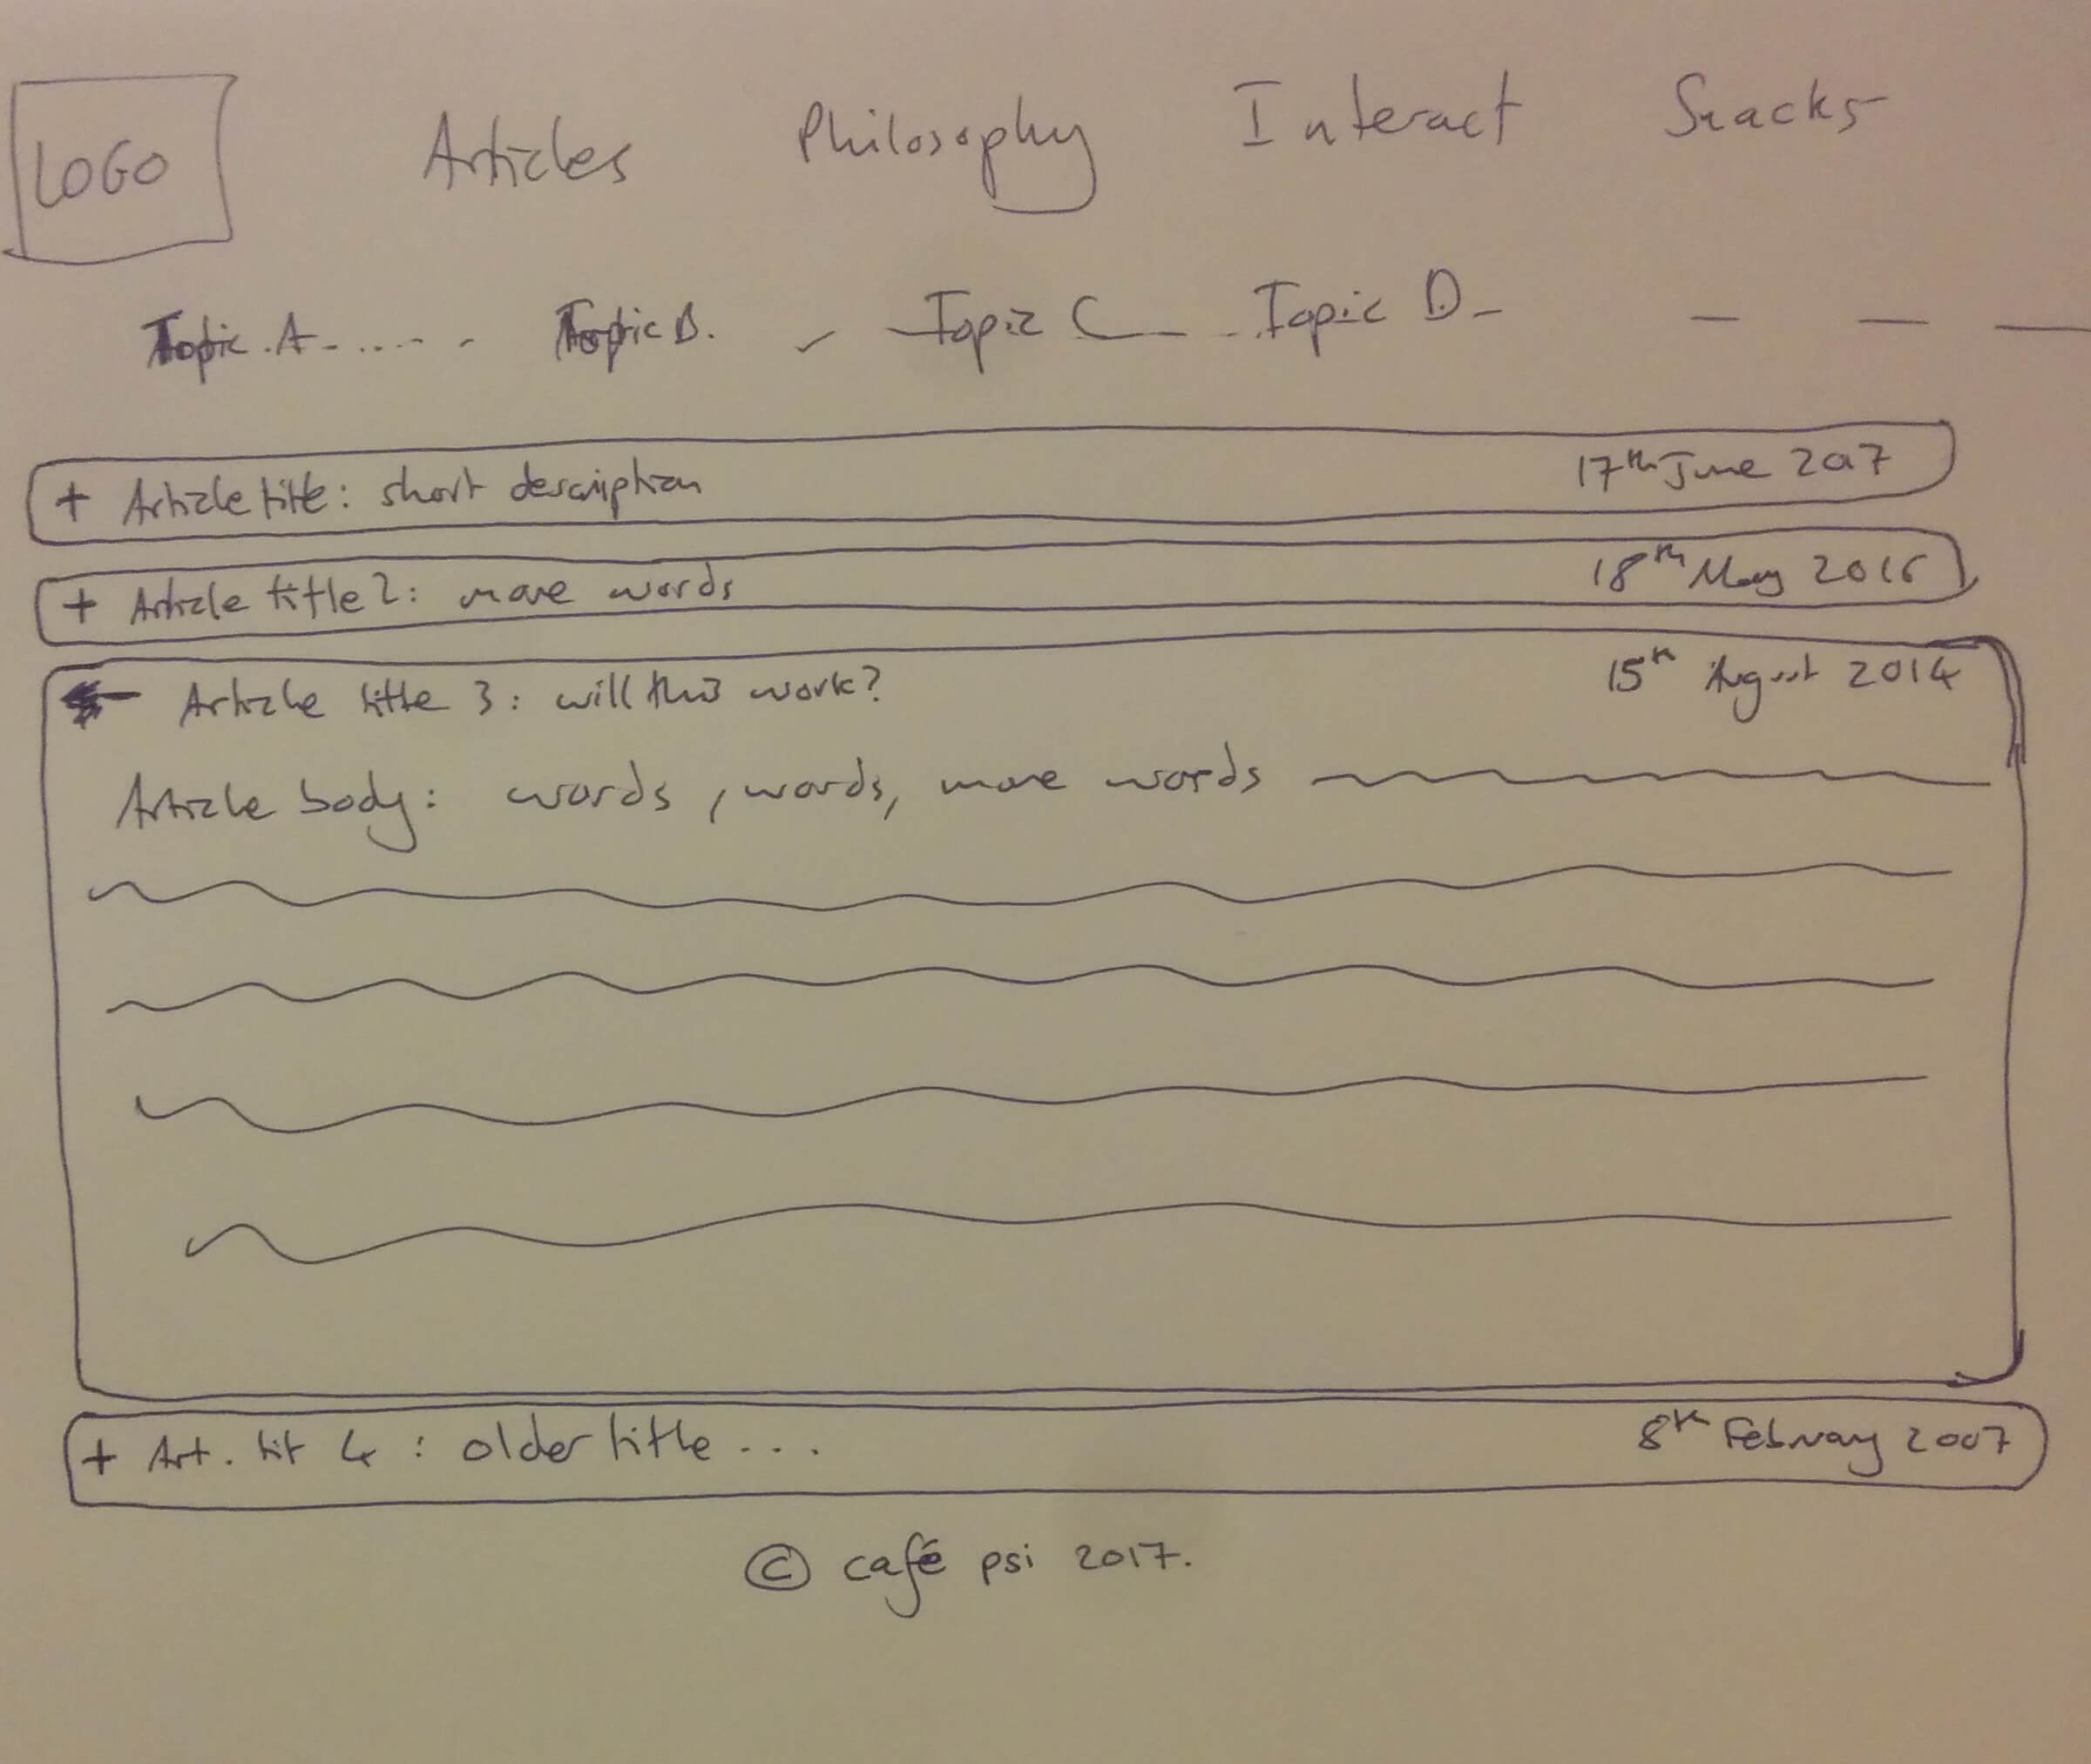 LOGO Articles Philosophy Interact Snacks
Topic A Topic B. Topic C Topic D
+ Article title: short description 17th June 2017
+ Article title 2: more words 18th May 2016
Article title 3: will this work? 15th August 2014
Article body: words, words, more words
+ Art. tit 4: older title ... 8th February 2007
© café psi 2017.